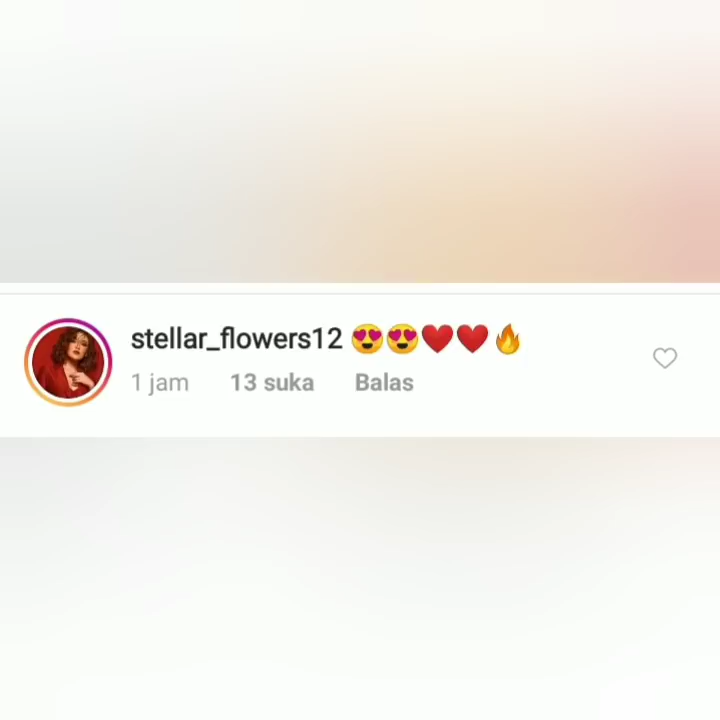 stellar_flowers12 😍😍❤️❤️🔥
1 jam 13 suka Balas